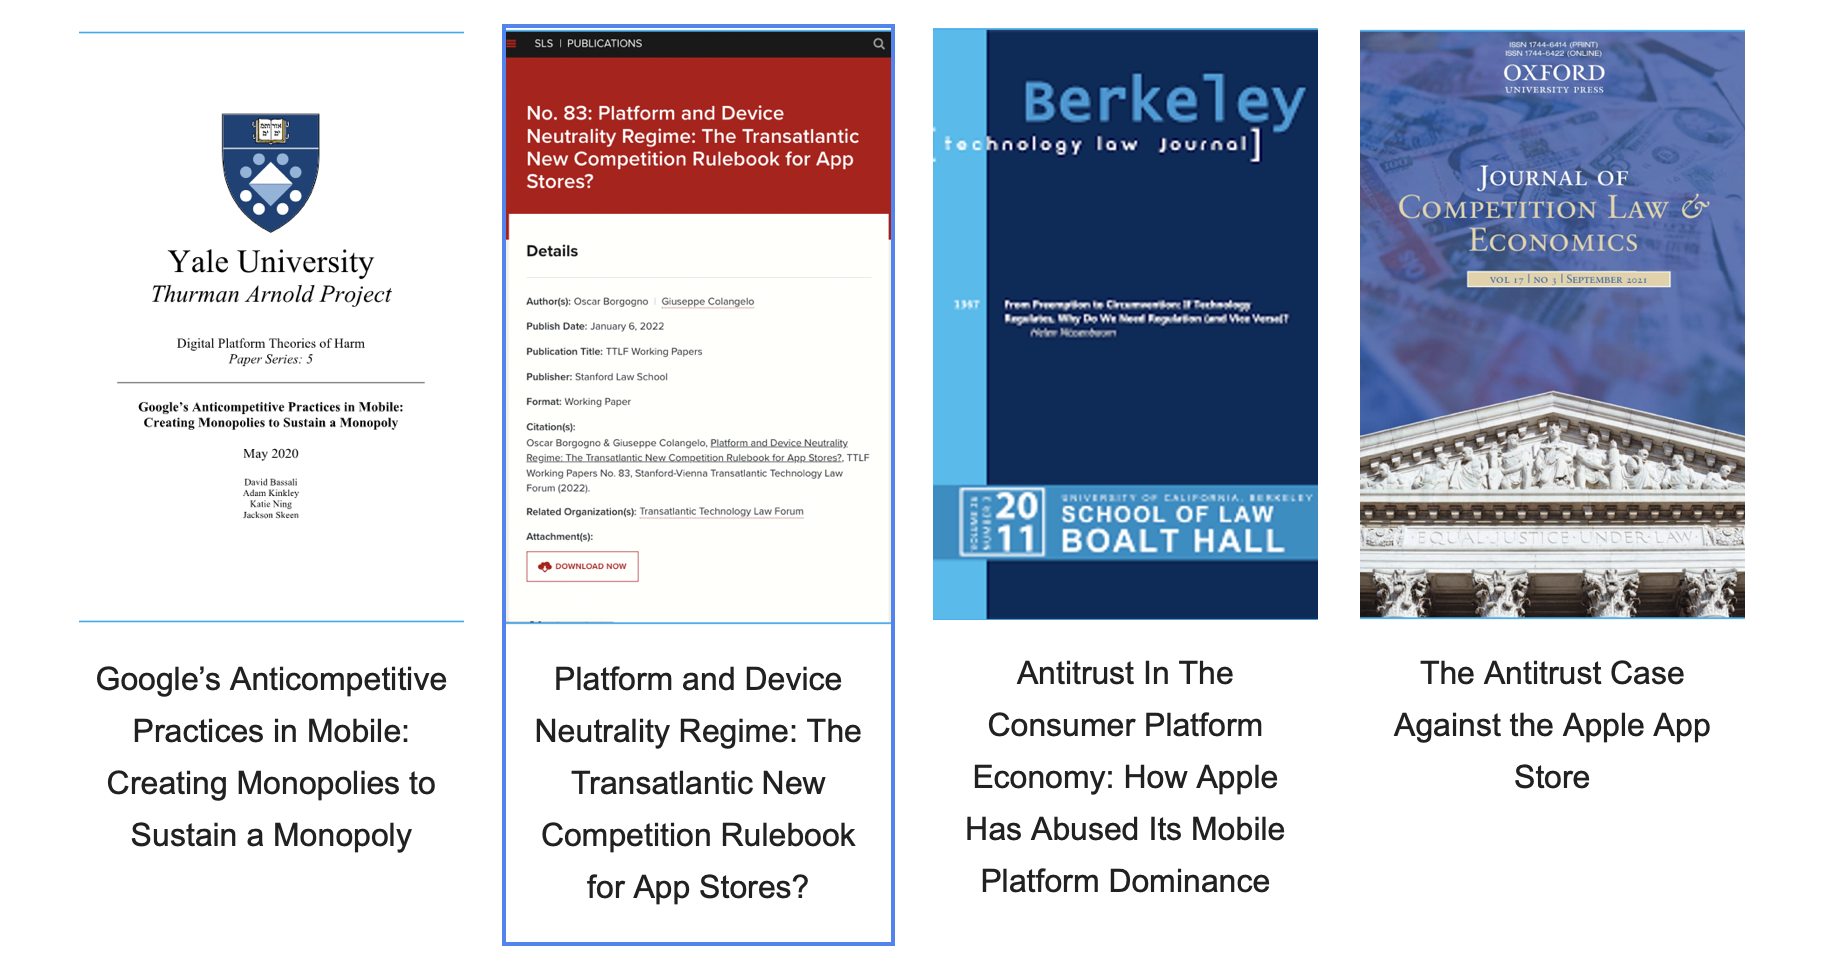 Yale University
Thurman Arnold Project
Digital Platform Theories of Harm
Paper Series: 5
Google's Anticompetitive Practices in Mobile:
Creating Monopolies to Sustain a Monopoly
May 2020
David Bassali
Adam Kinkley
Katie Ning
Jackson Skeen
Google's Anticompetitive
Practices in Mobile:
Creating Monopolies to
Sustain a Monopoly
SLS | PUBLICATIONS
No. 83: Platform and Device
Neutrality Regime: The Transatlantic
New Competition Rulebook for App
Stores?
Details
Author(s): Oscar Borgogno | Giuseppe Colangelo
Publish Date: January 6, 2022
Publication Title: TTLF Working Papers
Publisher: Stanford Law School
Format: Working Paper
Citation(s):
Oscar Borgogno & Giuseppe Colangelo, Platform and Device Neutrality
Regime: The Transatlantic New Competition Rulebook for App Stores?, TTLF
Working Papers No. 83, Stanford-Vienna Transatlantic Technology Law
Forum (2022).
Related Organization(s): Transatlantic Technology Law Forum
Attachment(s):
DOWNLOAD NOW
Platform and Device
Neutrality Regime: The
Transatlantic New
Competition Rulebook
for App Stores?
Berkeley
[technology law Journal]
1367
From Preemption to Circumvention: If Technology
Regulates, Why Do We Need Regulation (and Vice Versa)?
Helen Nissenbaum
VOLUME 26
NUMBER 3
20
11
UNIVERSITY OF CALIFORNIA, BERKELEY
SCHOOL OF LAW
BOALT HALL
Antitrust In The
Consumer Platform
Economy: How Apple
Has Abused Its Mobile
Platform Dominance
ISSN 1744-6414 (PRINT)
ISSN 1744-6422 (ONLINE)
OXFORD
UNIVERSITY PRESS
JOURNAL OF
COMPETITION LAW &
ECONOMICS
VOL 17 | NO 3 | SEPTEMBER 2021
EQUAL·JUSTICE·UNDER·LAW
The Antitrust Case
Against the Apple App
Store